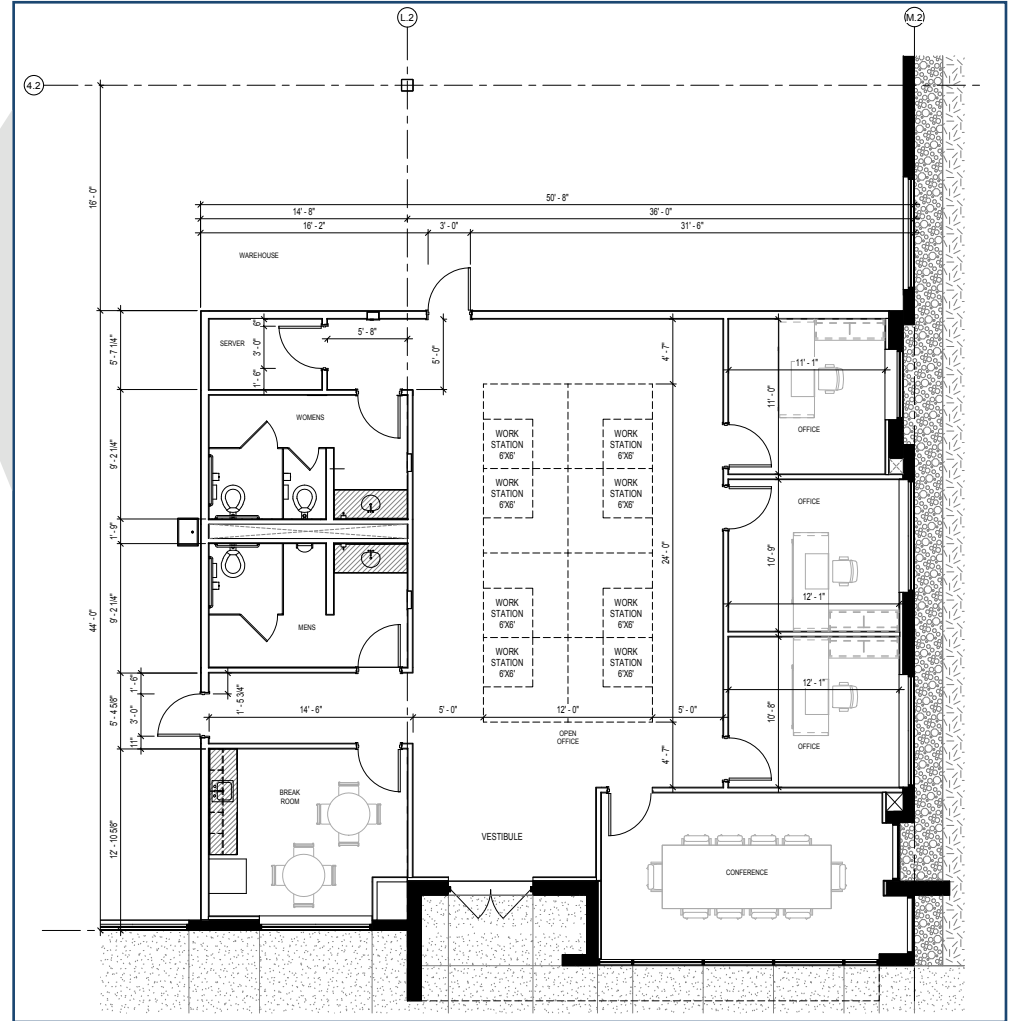 L.2
M.2
4.2
16' - 0"
50' - 8"
14' - 8"
36' - 0"
16' - 2"
3' - 0"
31' - 6"
WAREHOUSE
5' - 7 1/4"
SERVER
6"
3' - 0"
1' - 6"
5' - 8"
5' - 0"
4' - 7"
11' - 1"
11' - 0"
OFFICE
WOMENS
9' - 2 1/4"
WORK
STATION
6'X6'
WORK
STATION
6'X6'
WORK
STATION
6'X6'
WORK
STATION
6'X6'
OFFICE
1' - 9"
24' - 0"
10' - 9"
12' - 1"
44' - 0"
9' - 2 1/4"
MENS
WORK
STATION
6'X6'
WORK
STATION
6'X6'
WORK
STATION
6'X6'
WORK
STATION
6'X6'
1' - 6"
1' - 5 3/4"
5' - 4 5/8"
3' - 0"
11"
14' - 6"
5' - 0"
12' - 0"
5' - 0"
12' - 1"
10' - 8"
OPEN
OFFICE
4' - 7"
OFFICE
BREAK
ROOM
12' - 10 5/8"
VESTIBULE
CONFERENCE